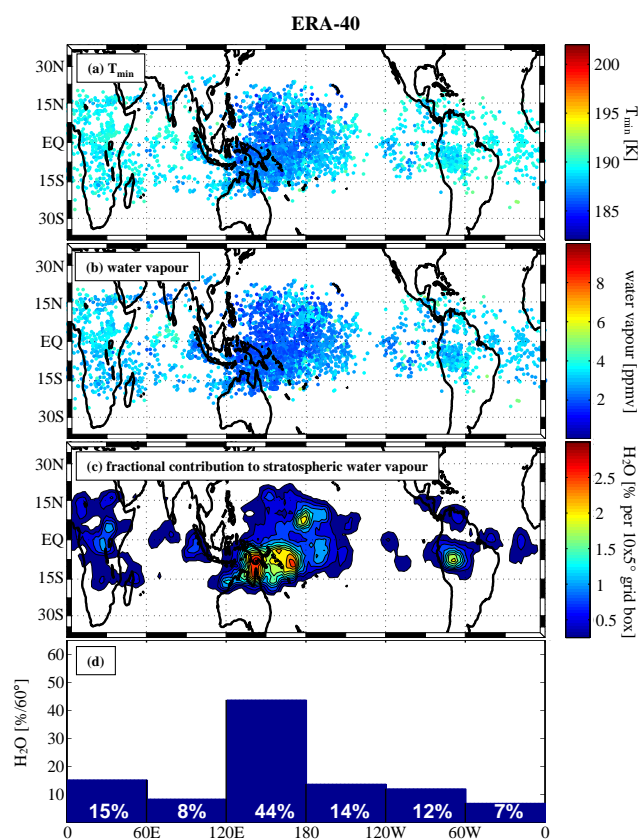 ERA-40
30N
15N
EQ
15S
30S
(a) Tmin
200
195
190
185
Tmin [K]
30N
15N
EQ
15S
30S
(b) water vapour
8
6
4
2
water vapour [ppmv]
30N
15N
EQ
15S
30S
(c) fractional contribution to stratospheric water vapour
2.5
2
1.5
1
0.5
H2O [% per 10x5° grid box]
(d)
H2O [%/60°]
60
50
40
30
20
10
15% 8% 44% 14% 12% 7%
0 60E 120E 180 120W 60W 0